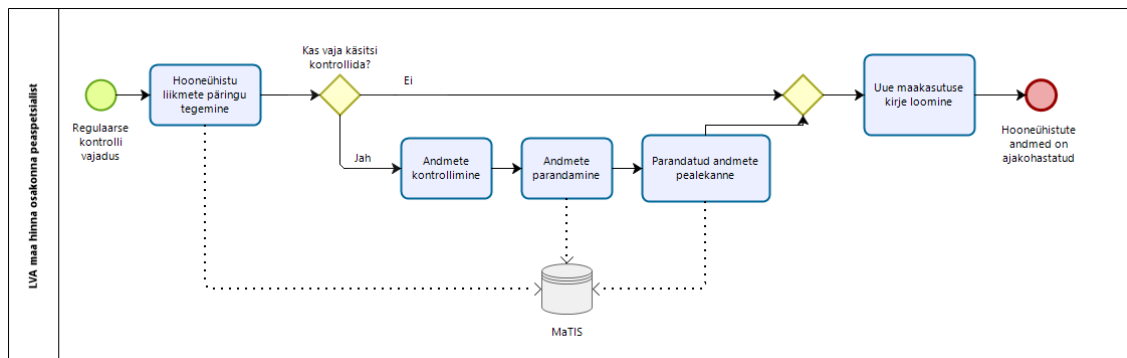 LVA maa hinna osakonna peaspetsialist
Regulaarse
kontrolli
vajadus
Hooneühistu
liikmete päringu
tegemine
Kas vaja käsitsi
kontrollida?
Ei
Jah
Andmete
kontrollimine
Andmete
parandamine
Parandatud andmete
pealekanne
MaTIS
Uue maakasutuse
kirje loomine
Hooneühistute
andmed on
ajakohastatud